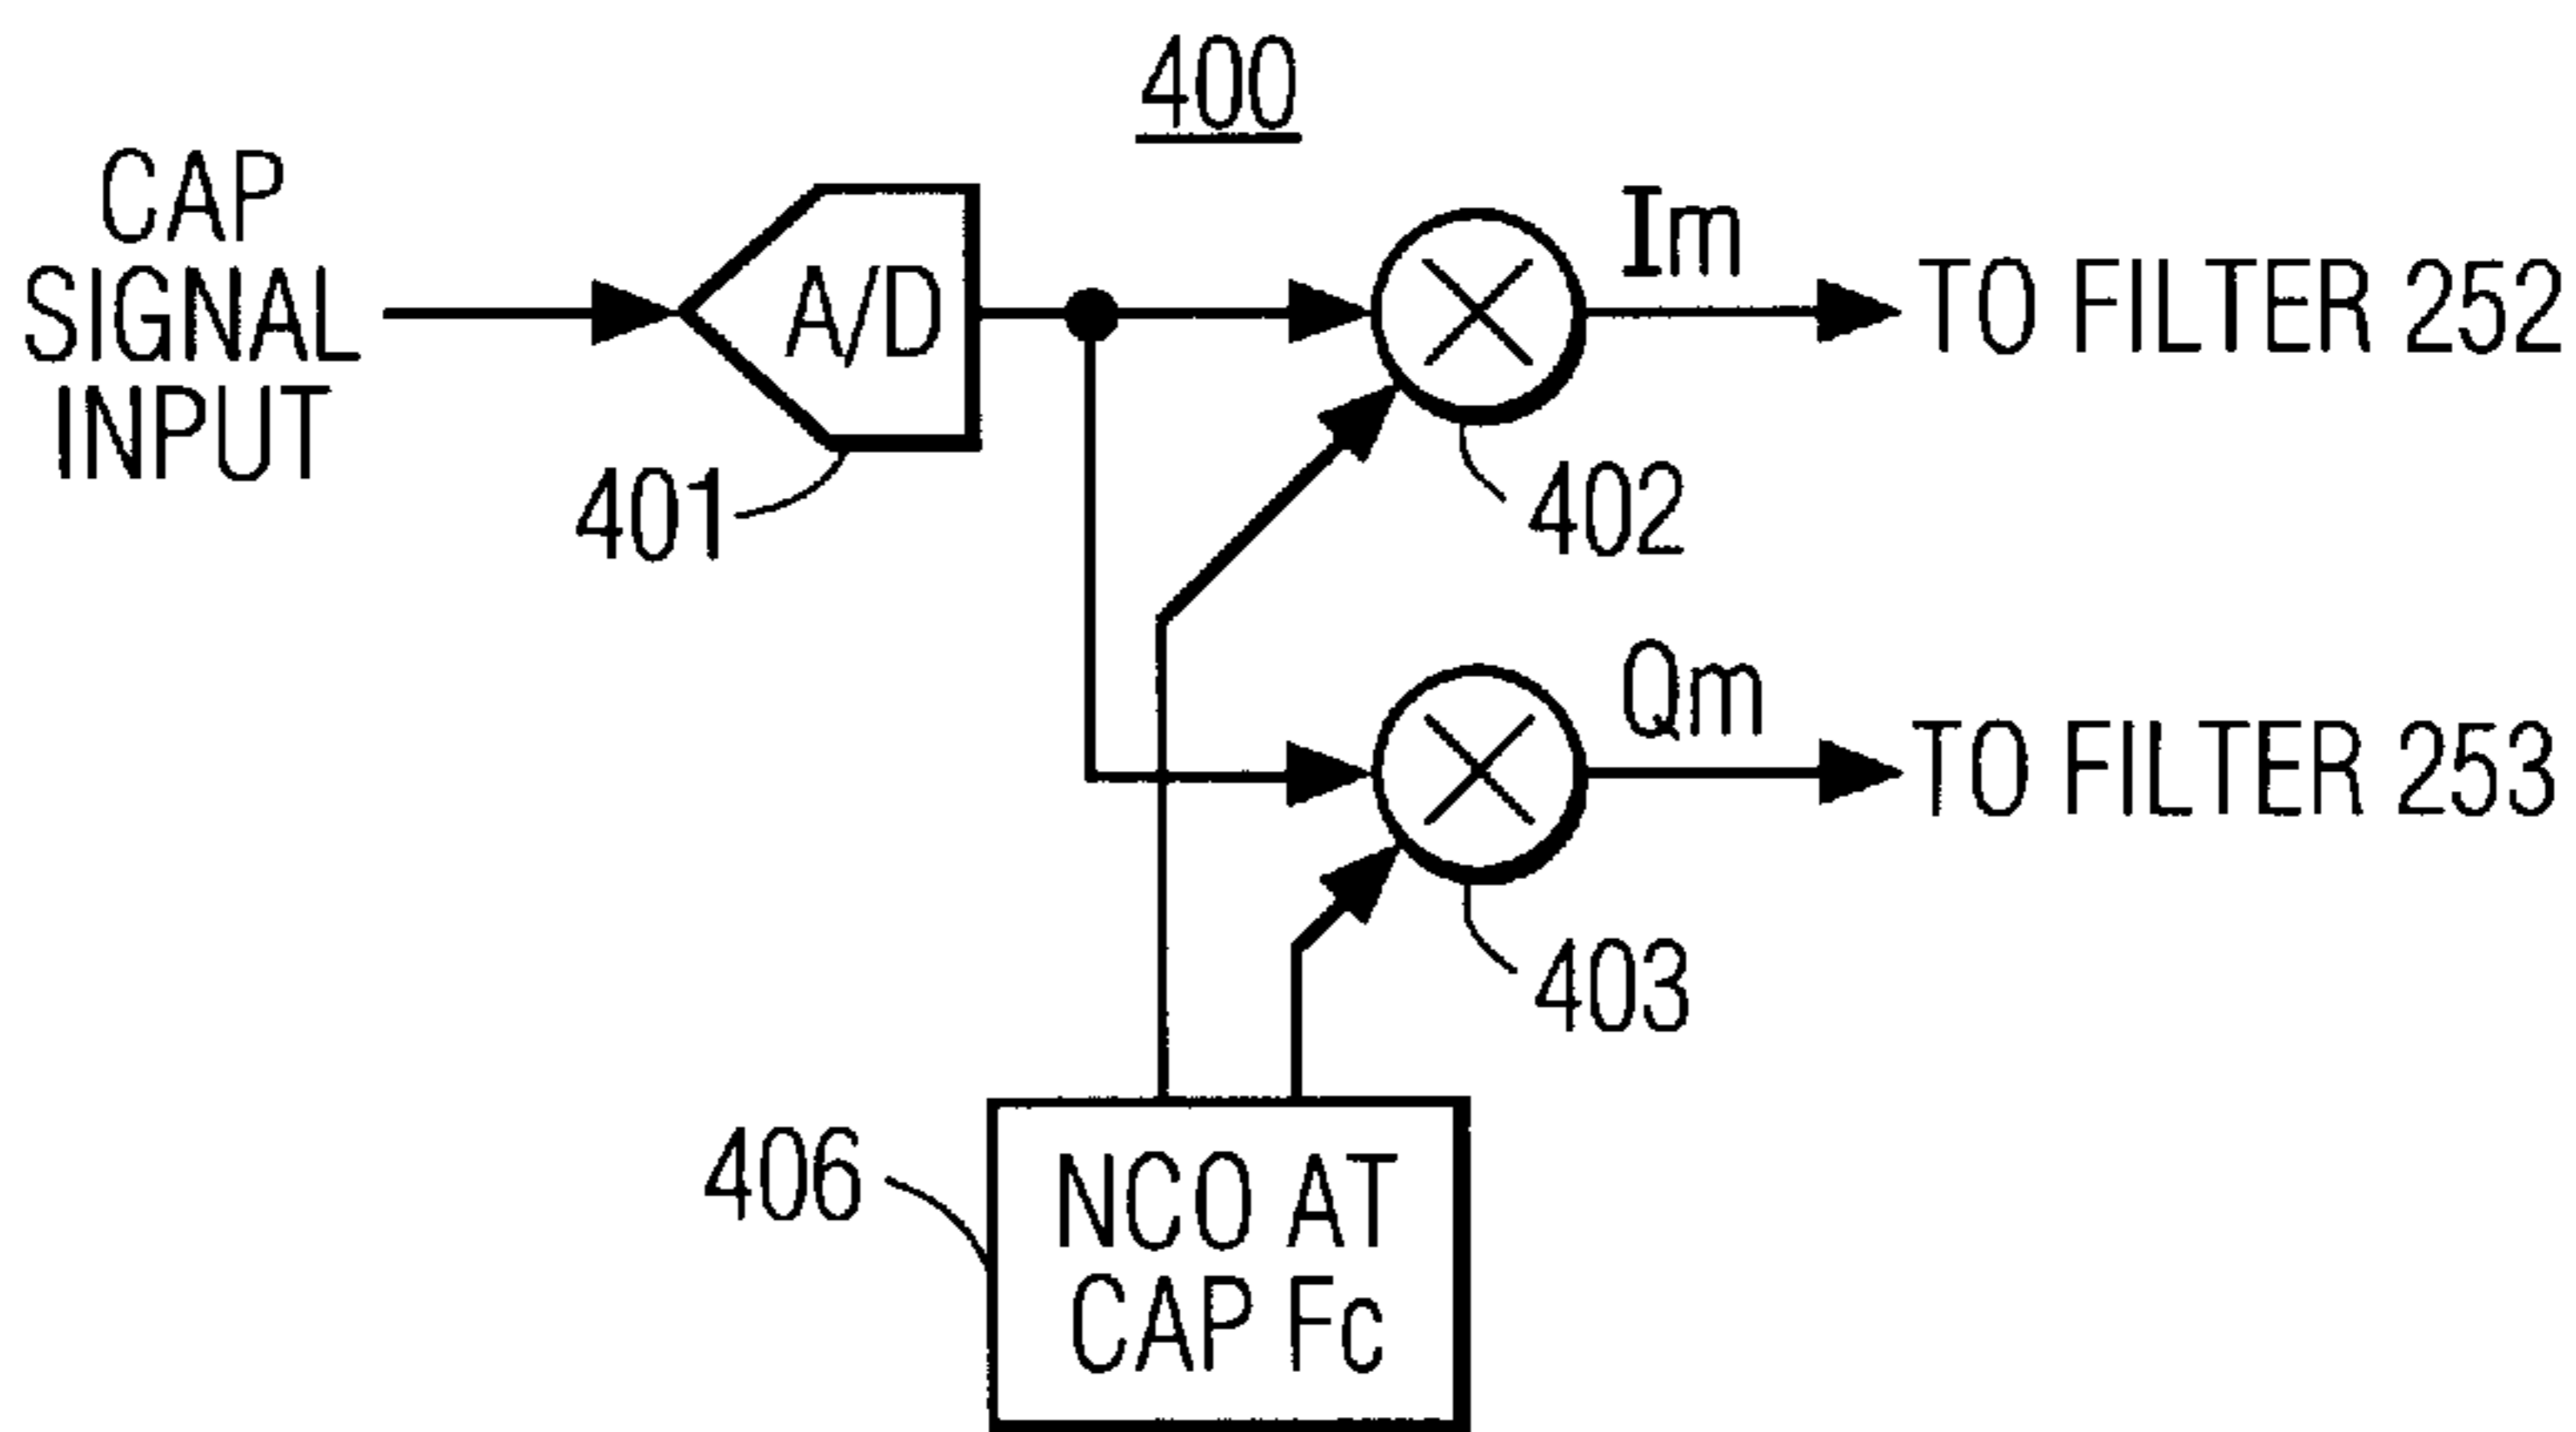 400
CAP
SIGNAL
INPUT
A/D
401
Im
TO FILTER 252
402
Qm
TO FILTER 253
403
406
NCO AT
CAP Fc